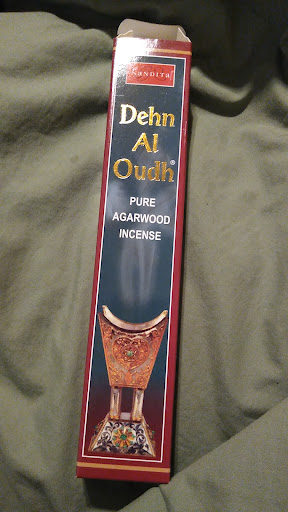 NANDITA
Dehn
Al
Oudh®
PURE
AGARWOOD
INCENSE